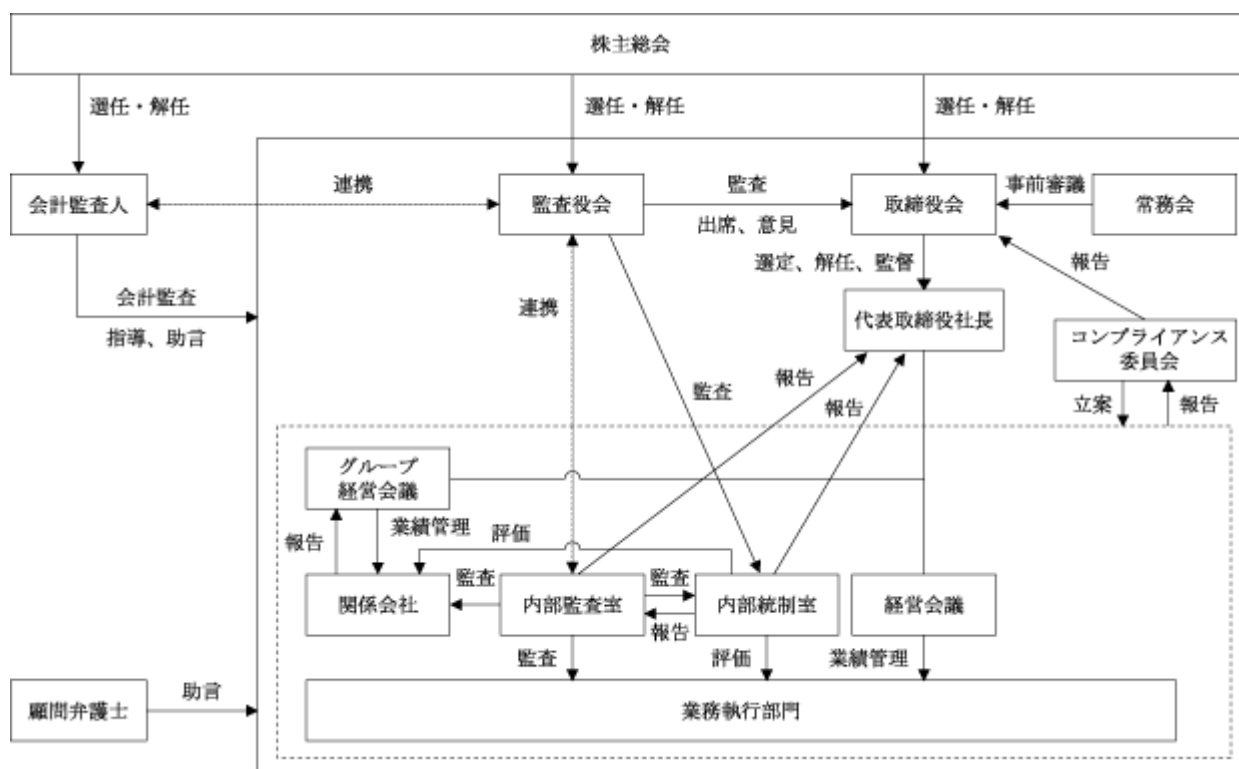 株主総会
選任・解任
選任・解任
選任・解任
会計監査人
連携
監査役会
監査
出席、意見
取締役会
事前審議
常務会
選定、解任、監督
報告
会計監査
指導、助言
連携
代表取締役社長
コンプライアンス
委員会
報告
監査
報告
立案
報告
グループ
経営会議
報告
業績管理
評価
関係会社
監査
内部監査室
監査
報告
内部統制室
経営会議
監査
評価
業績管理
顧問弁護士
助言
業務執行部門